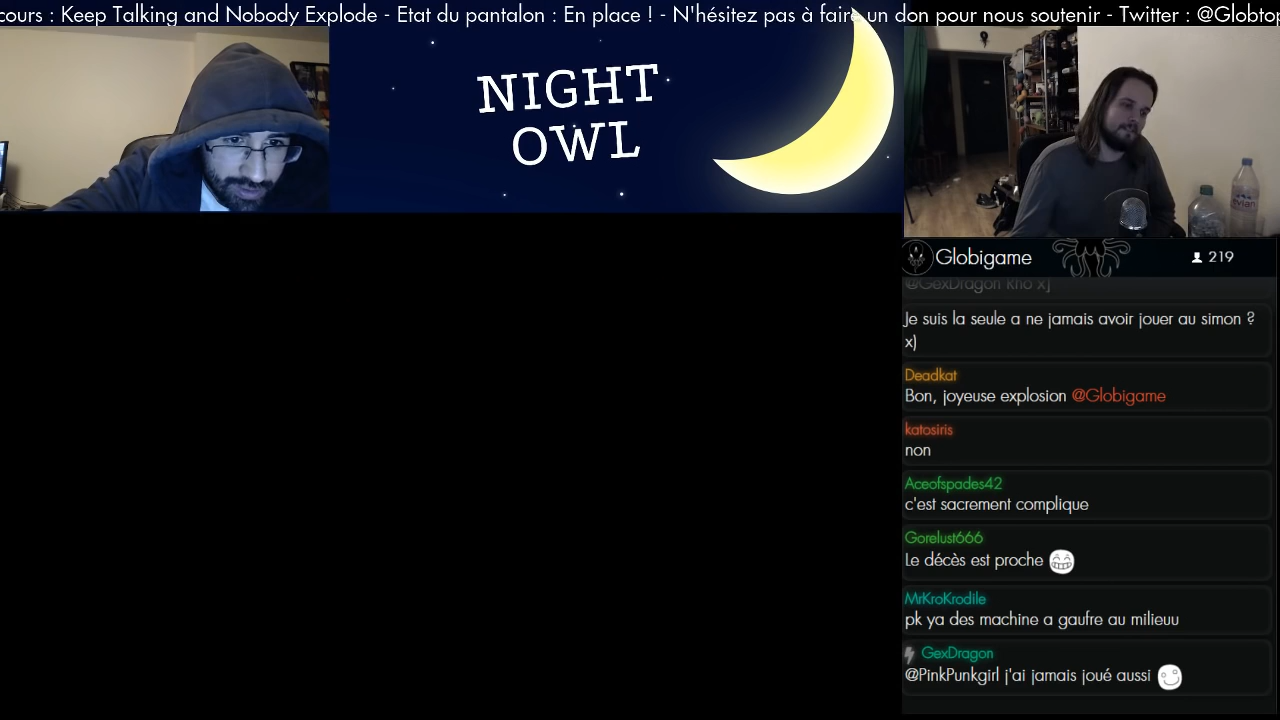 cours : Keep Talking and Nobody Explode - Etat du pantalon : En place ! - N'hésitez pas à faire un don pour nous soutenir - Twitter : @Globtop
NIGHT
OWL
evian
Globigame
219
@GexDragon Rho x]
Je suis la seule a ne jamais avoir jouer au simon ?
x)
Deadkat
Bon, joyeuse explosion @Globigame
katosiris
non
Aceofspades42
c'est sacrement complique
Gorelust666
Le décès est proche
MrKroKrodile
pk ya des machine a gaufre au milieuu
GexDragon
@PinkPunkgirl j'ai jamais joué aussi